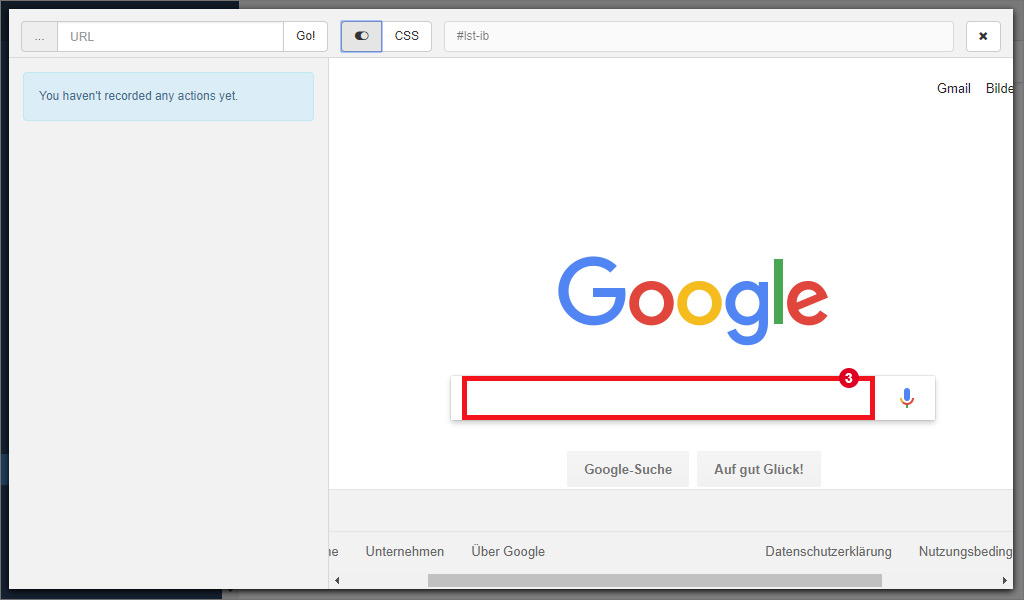 ... URL Go! CSS #lst-ib
You haven't recorded any actions yet.
Gmail Bilde
Google
3
Google-Suche Auf gut Glück!
ne Unternehmen Über Google Datenschutzerklärung Nutzungsbeding